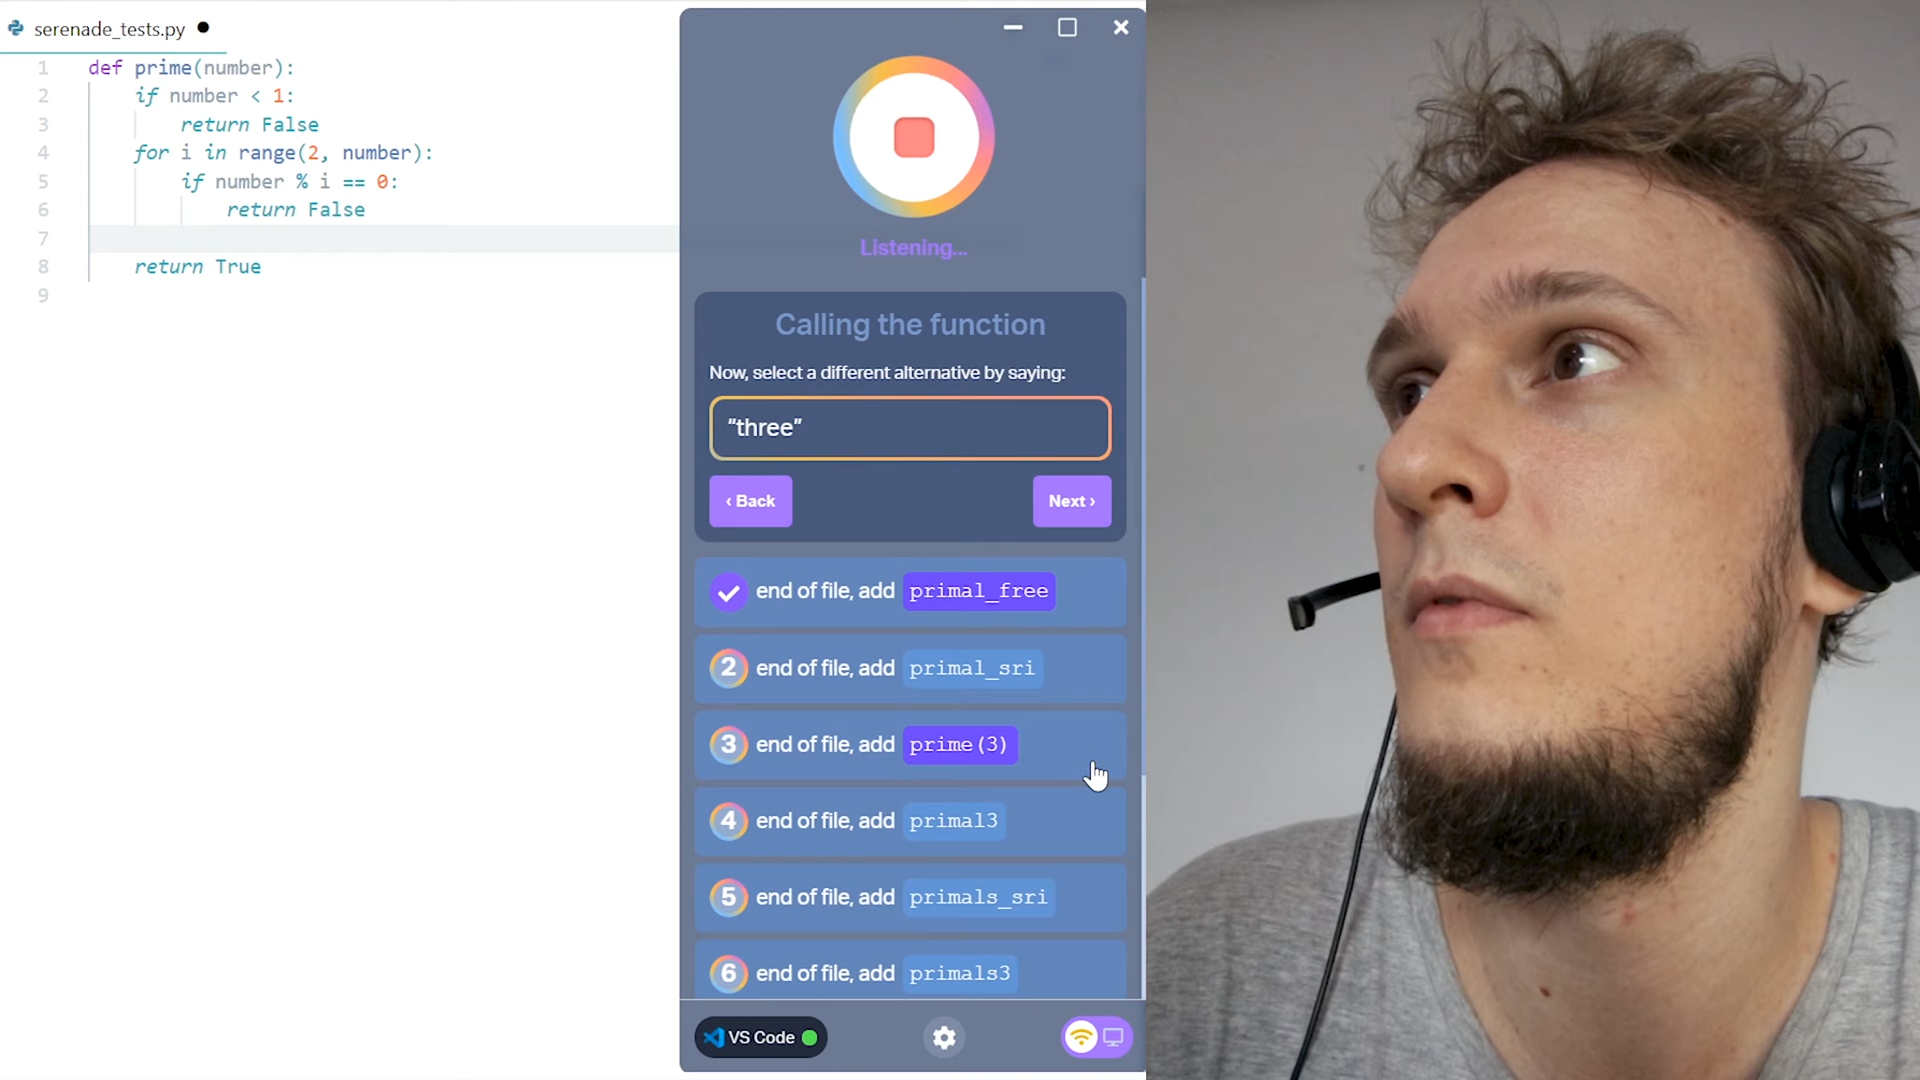 serenade_tests.py
1 def prime(number):
2 if number < 1:
3 return False
4 for i in range(2, number):
5 if number % i == 0:
6 return False
7
8 return True
9
Listening...
Calling the function
Now, select a different alternative by saying:
“three”
‹ Back
Next ›
end of file, add primal_free
2 end of file, add primal_sri
3 end of file, add prime(3)
4 end of file, add primal3
5 end of file, add primals_sri
6 end of file, add primals3
VS Code